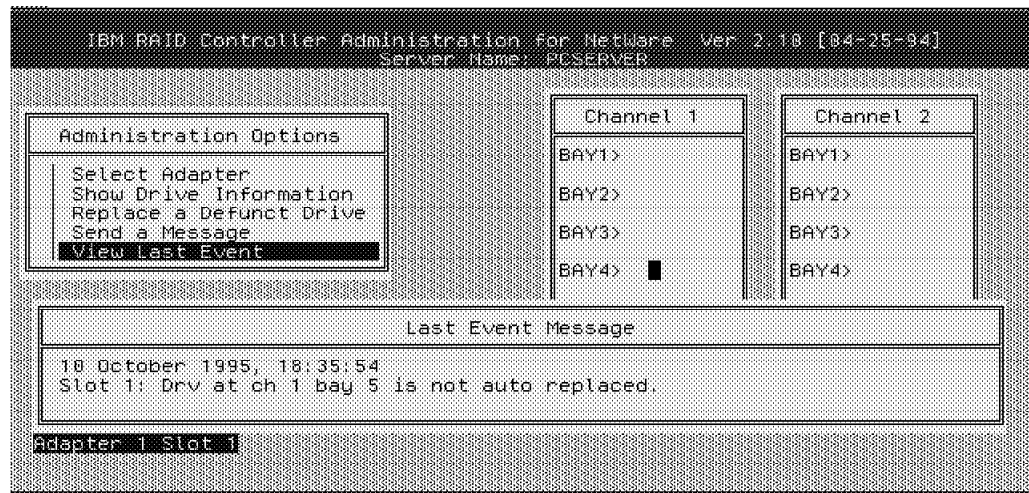 IBM RAID Controller Administration for NetWare Ver 2.10 [04-25-94]
Server Name: PCSERVER
Administration Options
Select Adapter
Show Drive Information
Replace a Defunct Drive
Send a Message
View Last Event
Channel 1
BAY1>
BAY2>
BAY3>
BAY4>
Channel 2
BAY1>
BAY2>
BAY3>
BAY4>
Last Event Message
10 October 1995, 18:35:54
Slot 1: Drv at ch 1 bay 5 is not auto replaced.
Adapter 1 Slot 1